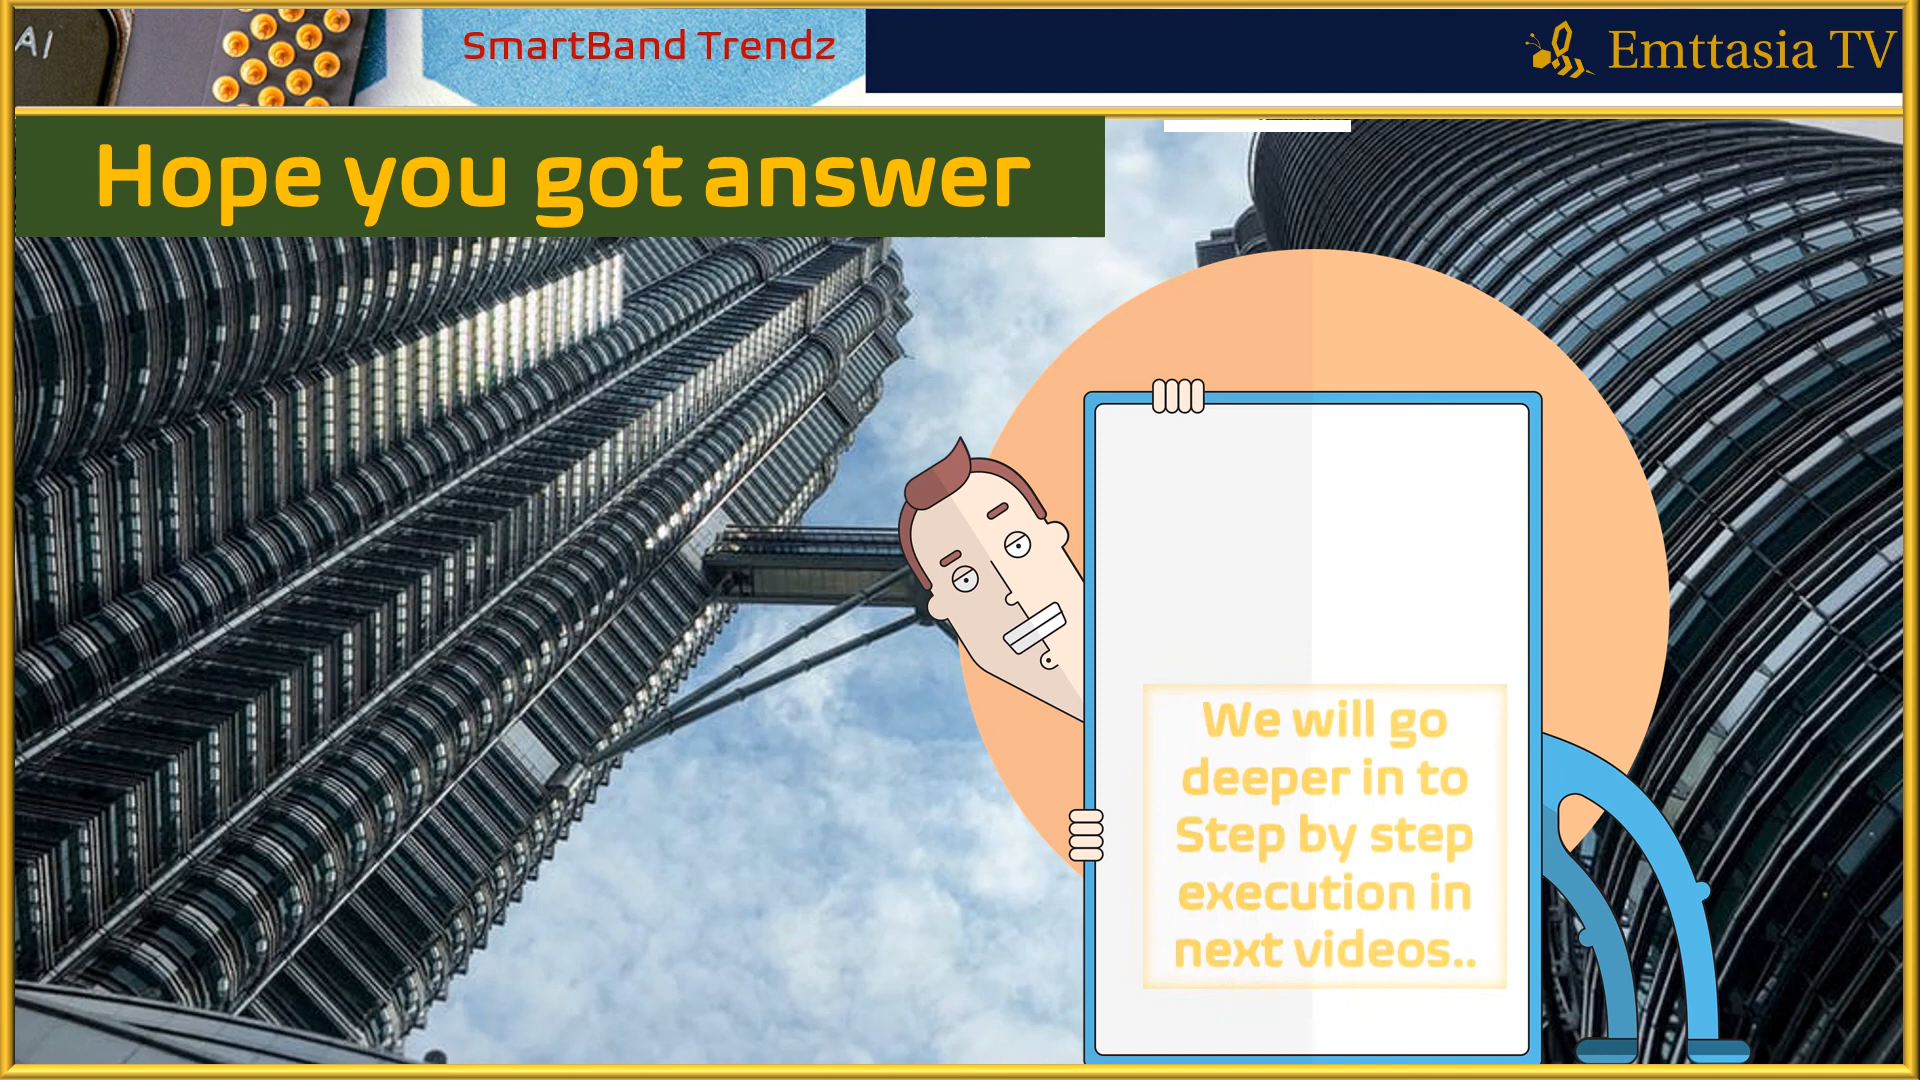 AI
SmartBand Trendz
Emttasia TV
Hope you got answer
We will go
deeper in to
Step by step
execution in
next videos..